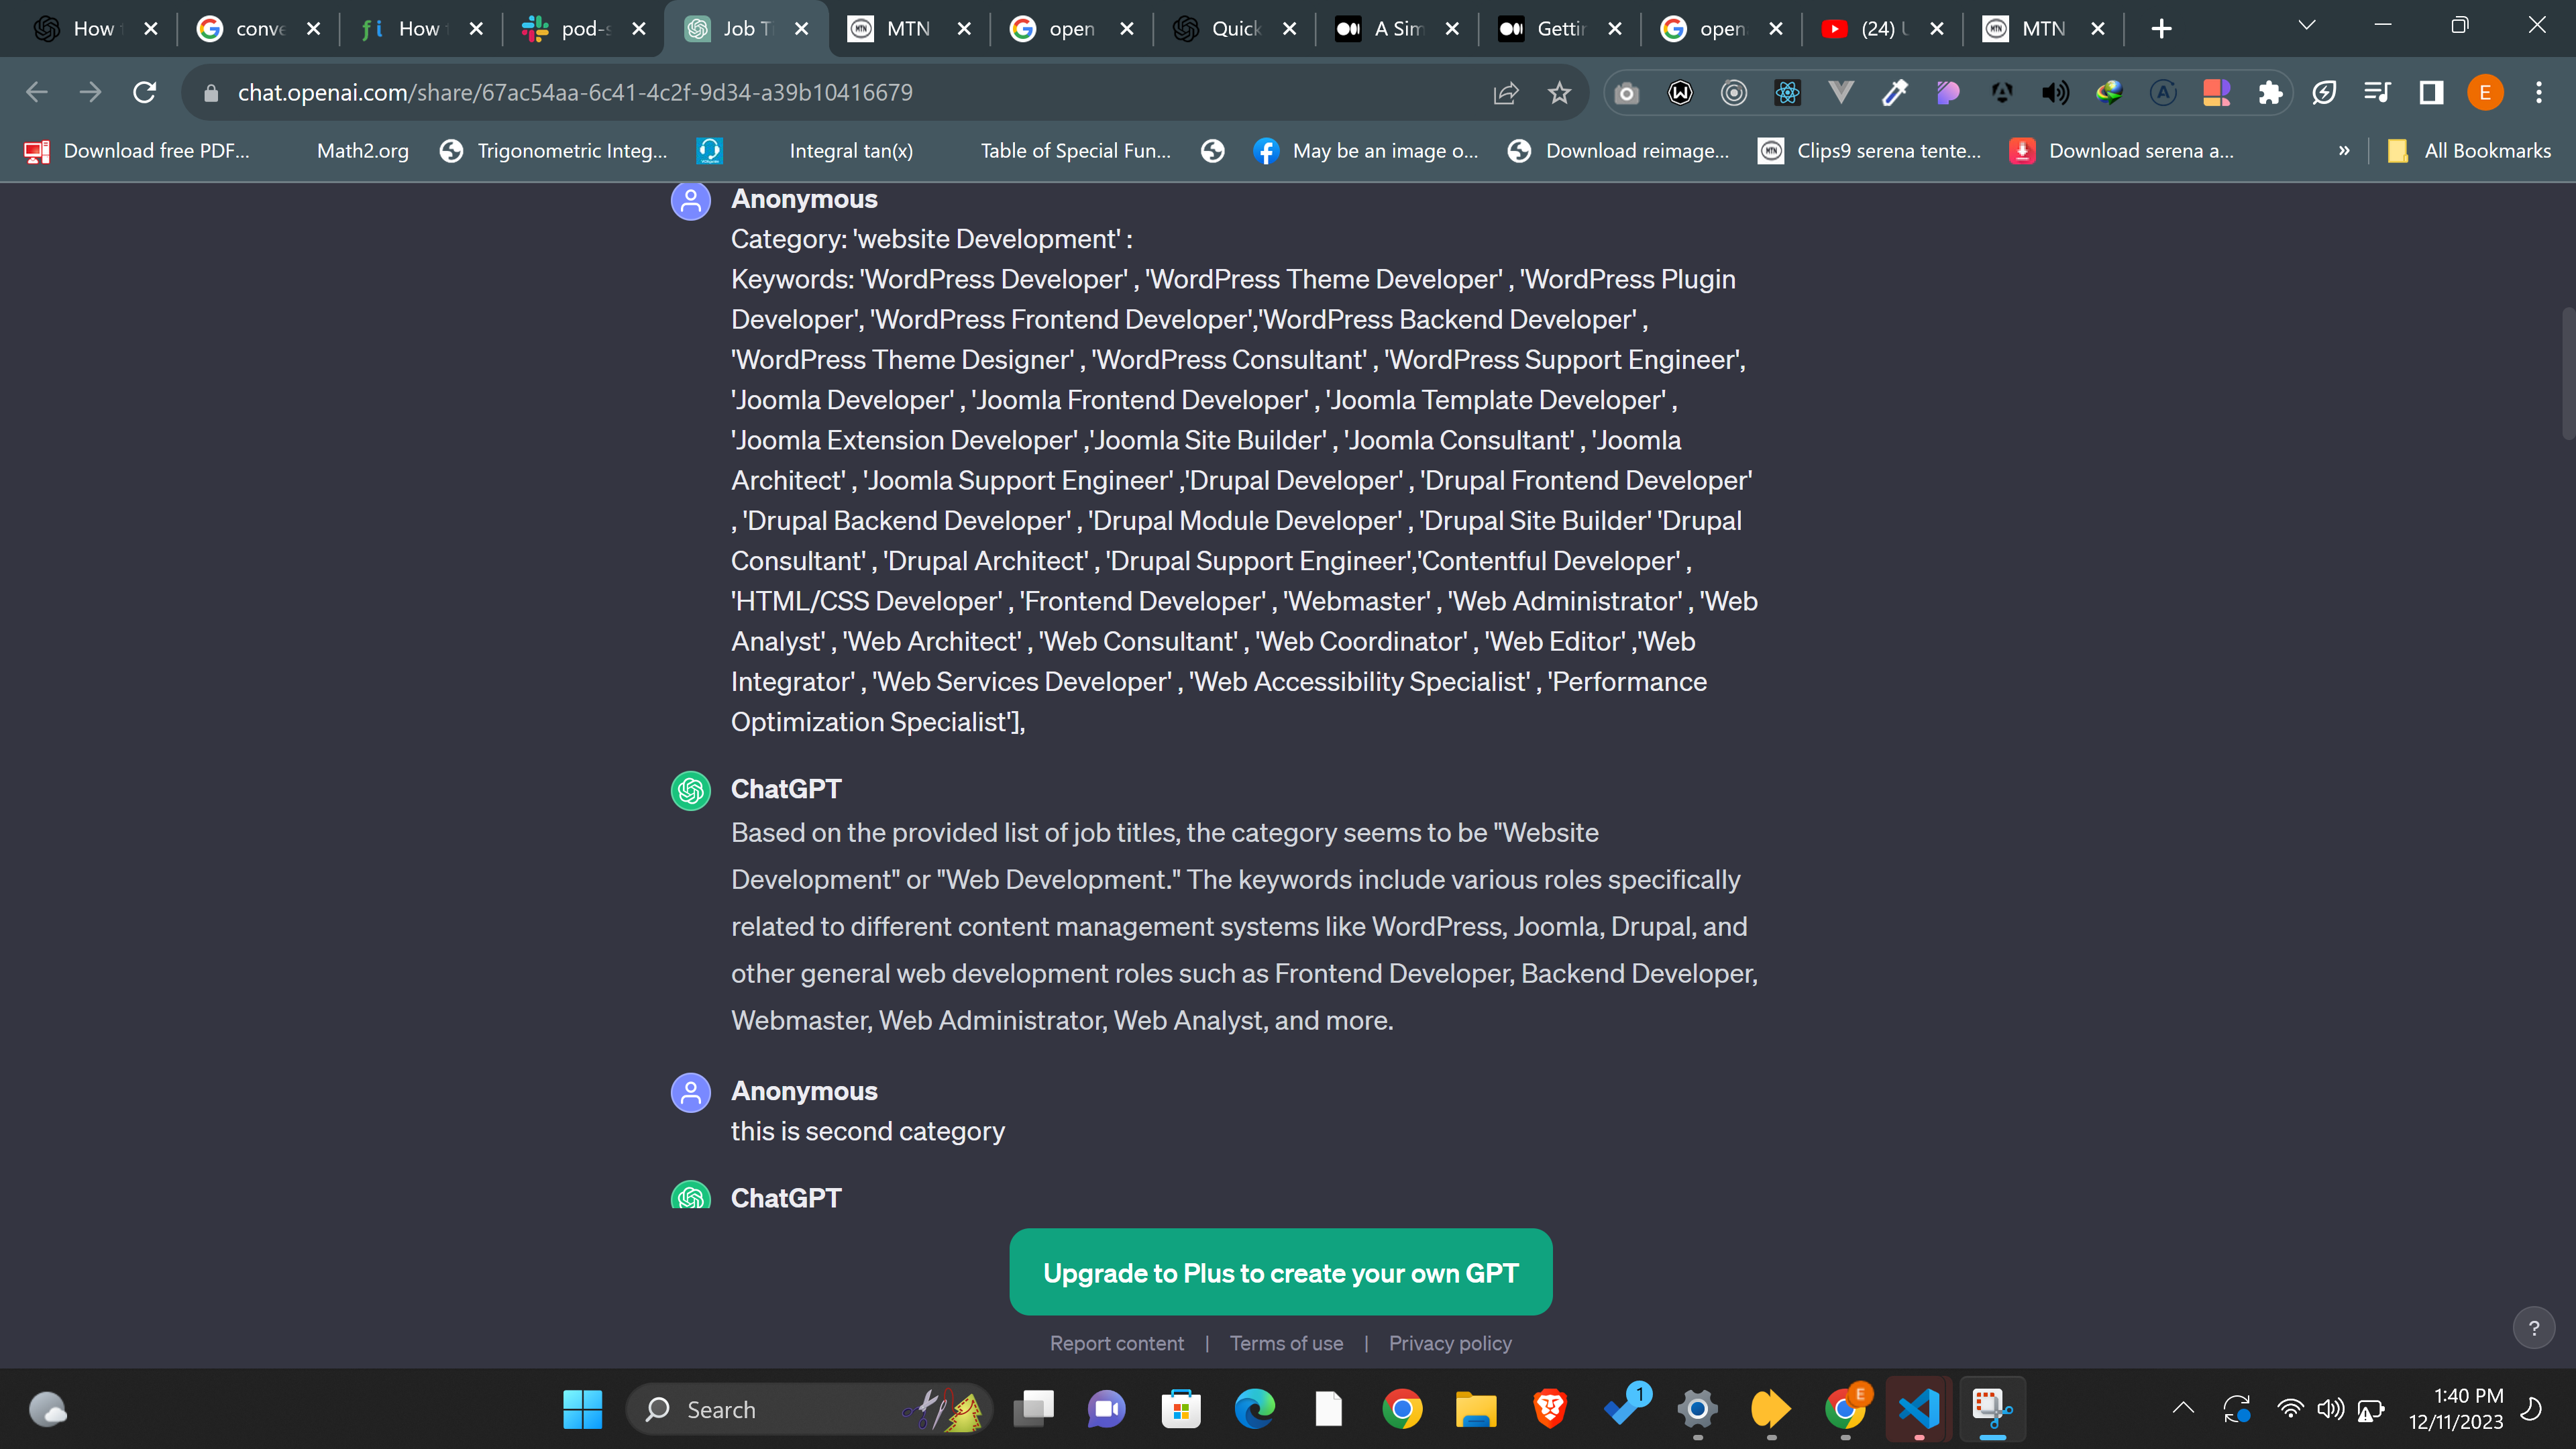 How
conve
How
pod-s
Job Ti
MTN
open
Quick
A Sim
Gettin
open
(24)
MTN
chat.openai.com/share/67ac54aa-6c41-4c2f-9d34-a39b10416679
E
Download free PDF...
Math2.org
Trigonometric Integ...
Integral tan(x)
Table of Special Fun...
May be an image o...
Download reimage...
Clips9 serena tente...
Download serena a...
»
All Bookmarks
Anonymous
Category: 'website Development' :
Keywords: 'WordPress Developer' , 'WordPress Theme Developer' , 'WordPress Plugin
Developer', 'WordPress Frontend Developer','WordPress Backend Developer' ,
'WordPress Theme Designer' , 'WordPress Consultant' , 'WordPress Support Engineer',
'Joomla Developer' , 'Joomla Frontend Developer' , 'Joomla Template Developer' ,
'Joomla Extension Developer' ,'Joomla Site Builder' , 'Joomla Consultant' , 'Joomla
Architect' , 'Joomla Support Engineer' ,'Drupal Developer' , 'Drupal Frontend Developer'
, 'Drupal Backend Developer' , 'Drupal Module Developer' , 'Drupal Site Builder' 'Drupal
Consultant' , 'Drupal Architect' , 'Drupal Support Engineer','Contentful Developer' ,
'HTML/CSS Developer' , 'Frontend Developer' , 'Webmaster' , 'Web Administrator' , 'Web
Analyst' , 'Web Architect' , 'Web Consultant' , 'Web Coordinator' , 'Web Editor' ,'Web
Integrator' , 'Web Services Developer' , 'Web Accessibility Specialist' , 'Performance
Optimization Specialist'],
ChatGPT
Based on the provided list of job titles, the category seems to be "Website
Development" or "Web Development." The keywords include various roles specifically
related to different content management systems like WordPress, Joomla, Drupal, and
other general web development roles such as Frontend Developer, Backend Developer,
Webmaster, Web Administrator, Web Analyst, and more.
Anonymous
this is second category
ChatGPT
Upgrade to Plus to create your own GPT
Report content | Terms of use | Privacy policy
?
Search
1
E
1:40 PM
12/11/2023